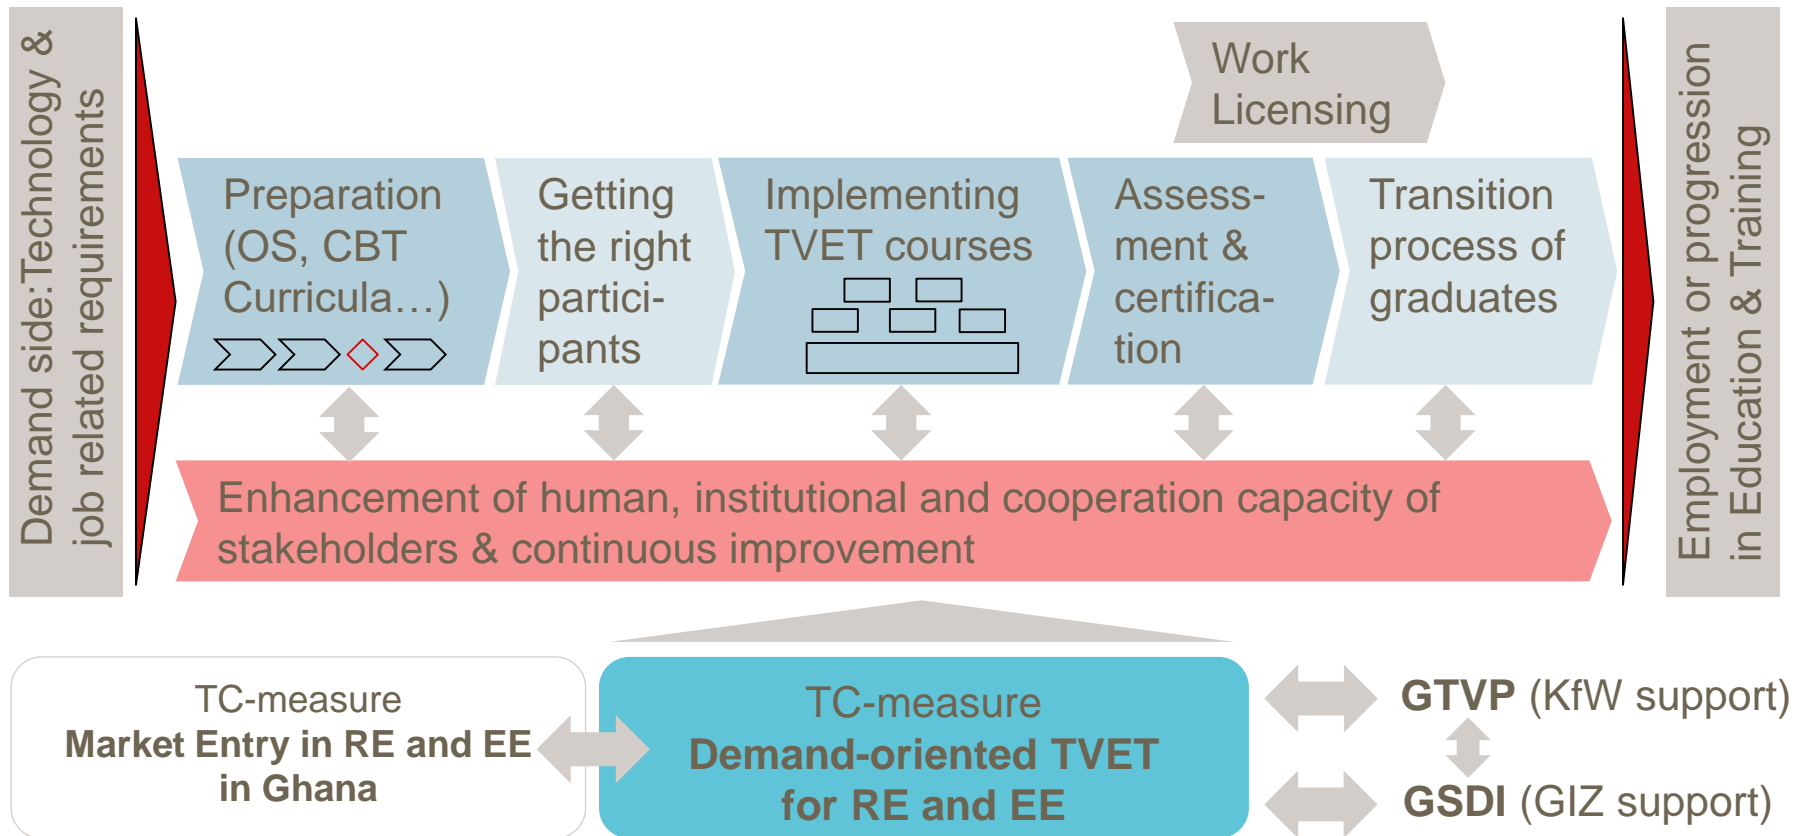 Demand side:Technology &
job related requirements
Work
Licensing
Preparation
(OS, CBT
Curricula…)
Getting
the right
partici-
pants
Implementing
TVET courses
Assess-
ment &
certifica-
tion
Transition
process of
graduates
Employment or progression
in Education & Training
Enhancement of human, institutional and cooperation capacity of
stakeholders & continuous improvement
TC-measure
Market Entry in RE and EE
in Ghana
TC-measure
Demand-oriented TVET
for RE and EE
GTVP (KfW support)
GSDI (GIZ support)